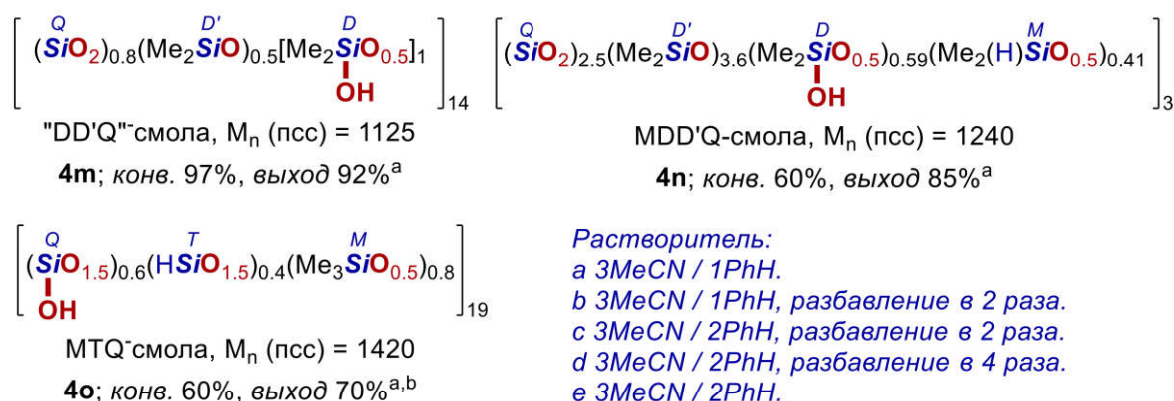 Q D' D
[ (SiO₂)₀.₈(Me₂SiO)₀.₅[Me₂SiO₀.₅]₁ ]₁₄
OH
"DD'Q"-смола, Mₙ (псс) = 1125
4m; конв. 97%, выход 92%ᵃ
Q D' D M
[ (SiO₂)₂.₅(Me₂SiO)₃.₆(Me₂SiO₀.₅)₀.₅₉(Me₂(H)SiO₀.₅)₀.₄₁ ]₃
OH
MDD'Q-смола, Mₙ (псс) = 1240
4n; конв. 60%, выход 85%ᵃ
Q T M
[ (SiO₁.₅)₀.₆(HSiO₁.₅)₀.₄(Me₃SiO₀.₅)₀.₈ ]₁₉
OH
MTQ-смола, Mₙ (псс) = 1420
4o; конв. 60%, выход 70%ᵃ,ᵇ
Растворитель:
a 3MeCN / 1PhH.
b 3MeCN / 1PhH, разбавление в 2 раза.
c 3MeCN / 2PhH, разбавление в 2 раза.
d 3MeCN / 2PhH, разбавление в 4 раза.
e 3MeCN / 2PhH.